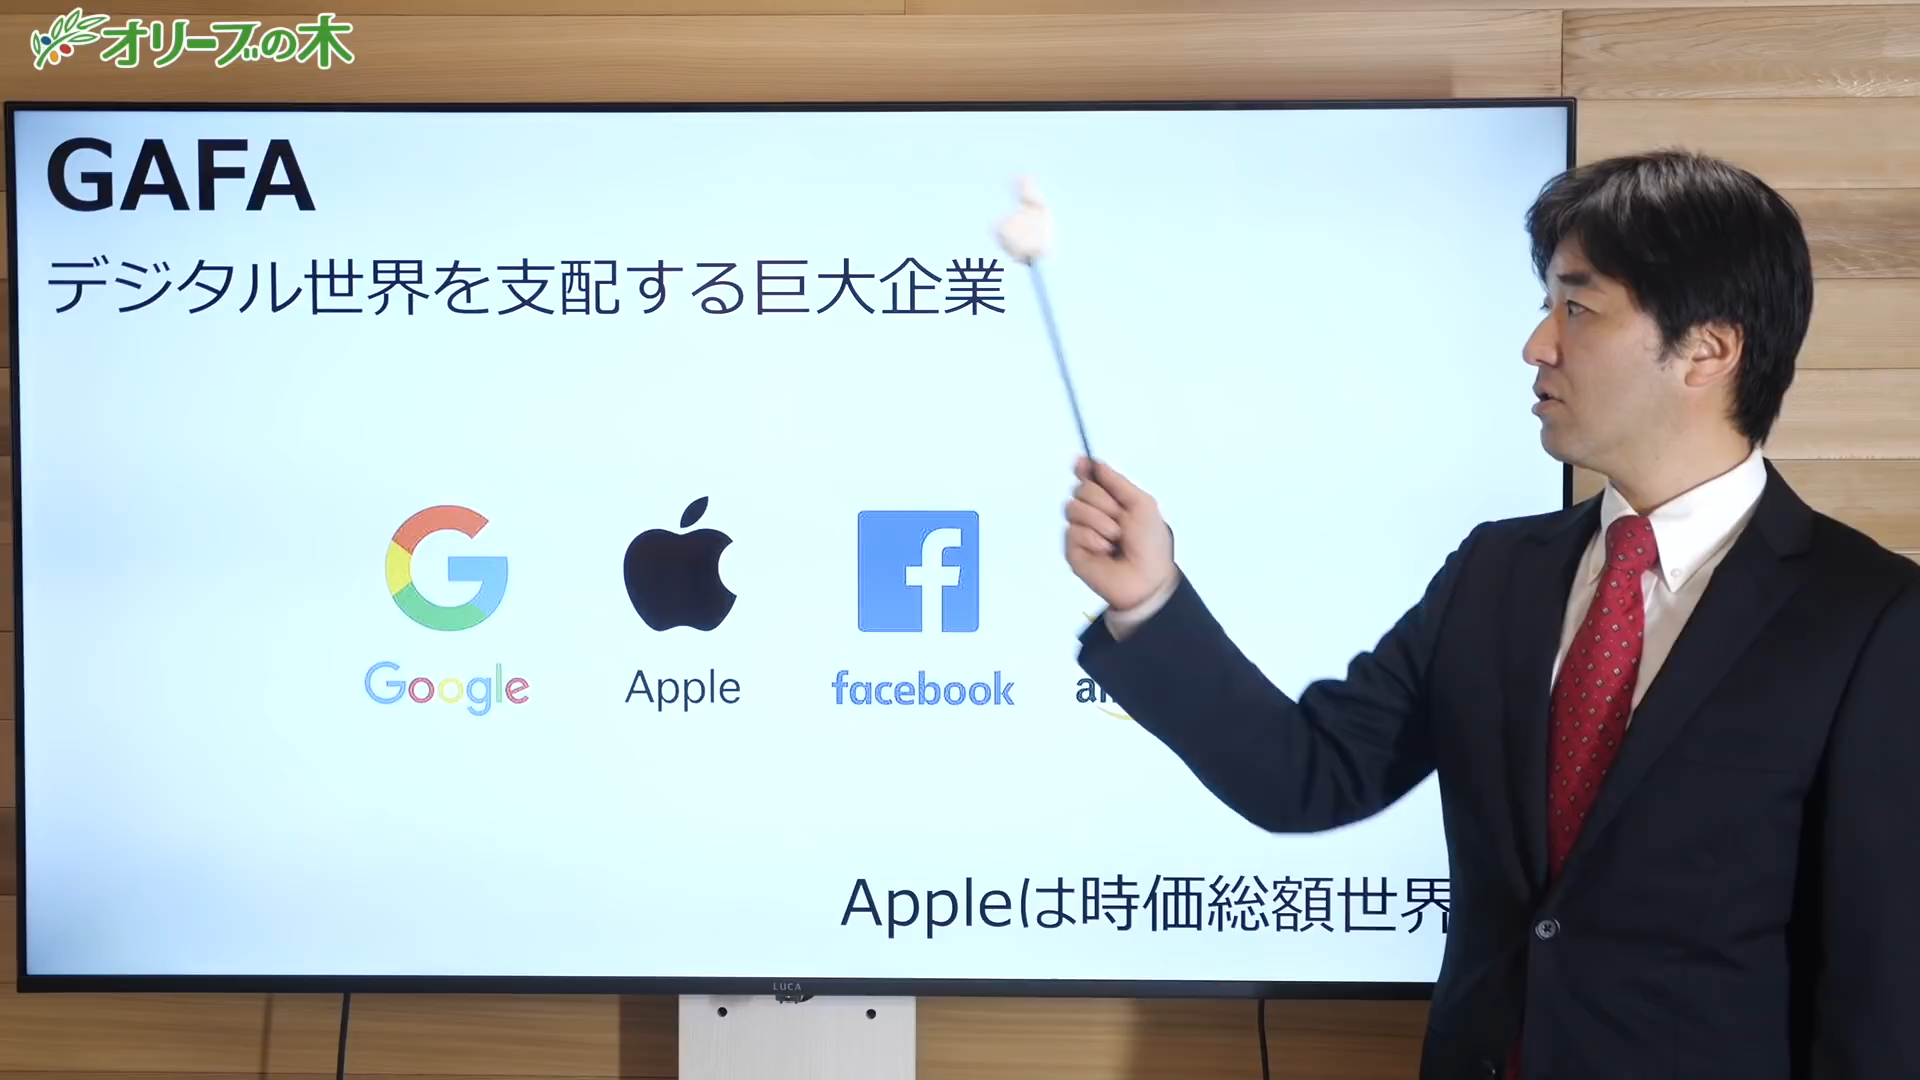 オリーブの木
GAFA
デジタル世界を支配する巨大企業
Google
Apple
facebook
Appleは時価総額世界
LUCA